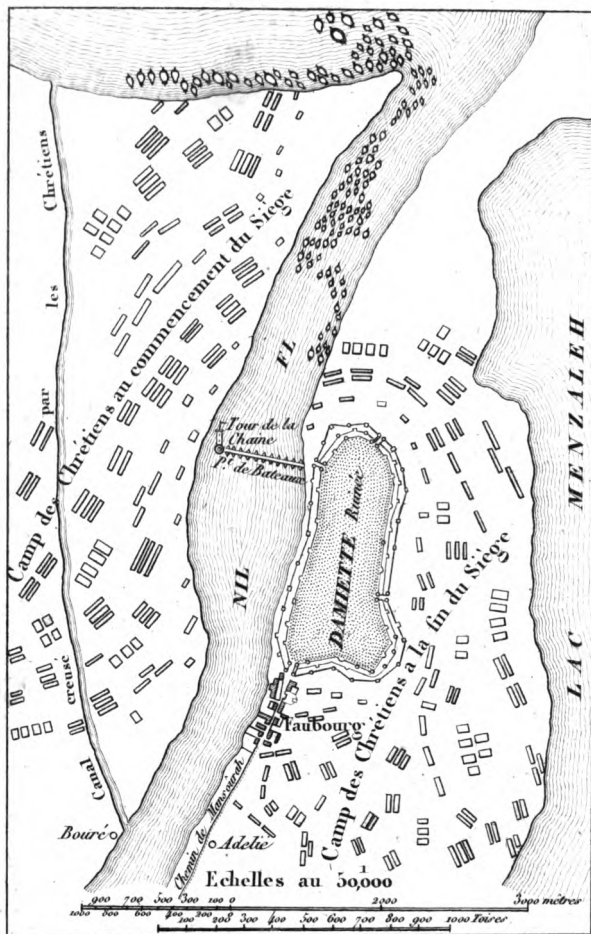 Canal creusé par les Chrétiens
Camp des Chrétiens au commencement du Siège
FL
NIL
Tour de la
Chaine
Pt. de Bateaux
DAMIETTE Ruinée
LAC MENZALEH
Camp des Chrétiens a la fin du Siège
Faubourg
Chemin de Mansourah
Bouré
Adelie
Echelles au 1/50,000
900 700 500 300 100 0 2000 3000 mètres
1000 800 600 400 200 0 500 600 700 800 900 1000 Toises
100 200 300 400